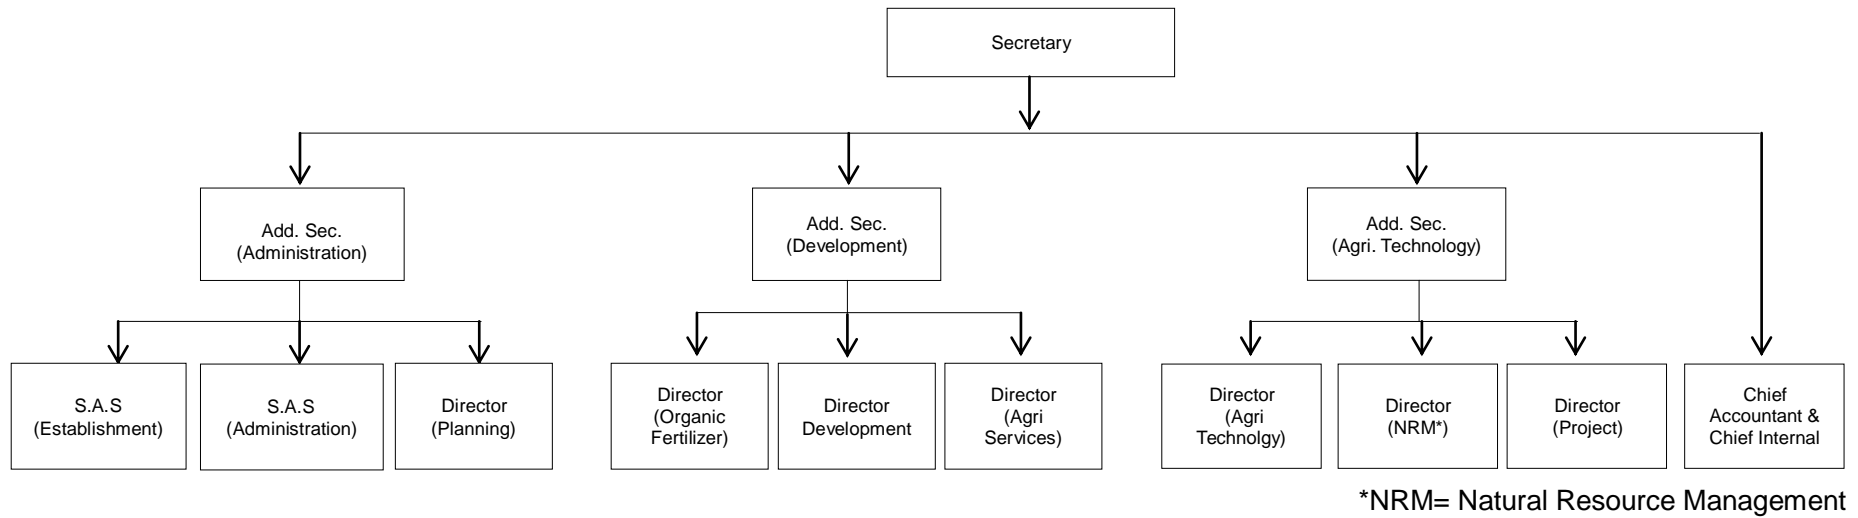 Secretary
Add. Sec.
(Administration)
Add. Sec.
(Development)
Add. Sec.
(Agri. Technology)
S.A.S
(Establishment)
S.A.S
(Administration)
Director
(Planning)
Director
(Organic
Fertilizer)
Director
Development
Director
(Agri
Services)
Director
(Agri
Technolgy)
Director
(NRM*)
Director
(Project)
Chief
Accountant &
Chief Internal
*NRM= Natural Resource Management